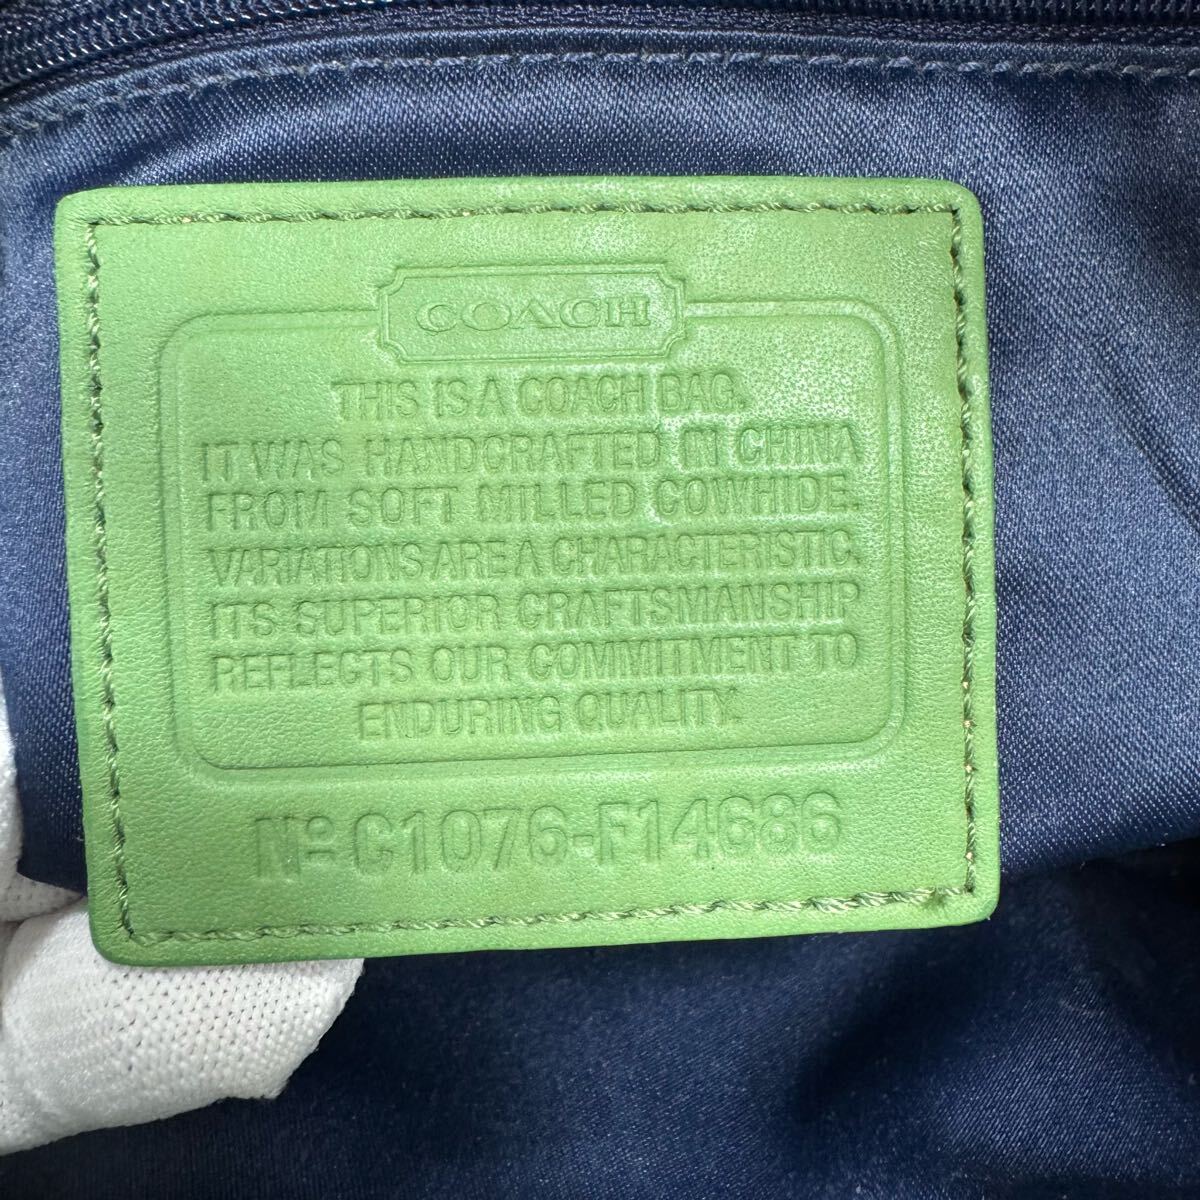 COACH
THIS IS A COACH BAG.
IT WAS HANDCRAFTED IN CHINA
FROM SOFT MILLED COWHIDE.
VARIATIONS ARE A CHARACTERISTIC.
ITS SUPERIOR CRAFTSMANSHIP
REFLECTS OUR COMMITMENT TO
ENDURING QUALITY.
Nº C1076-F14686